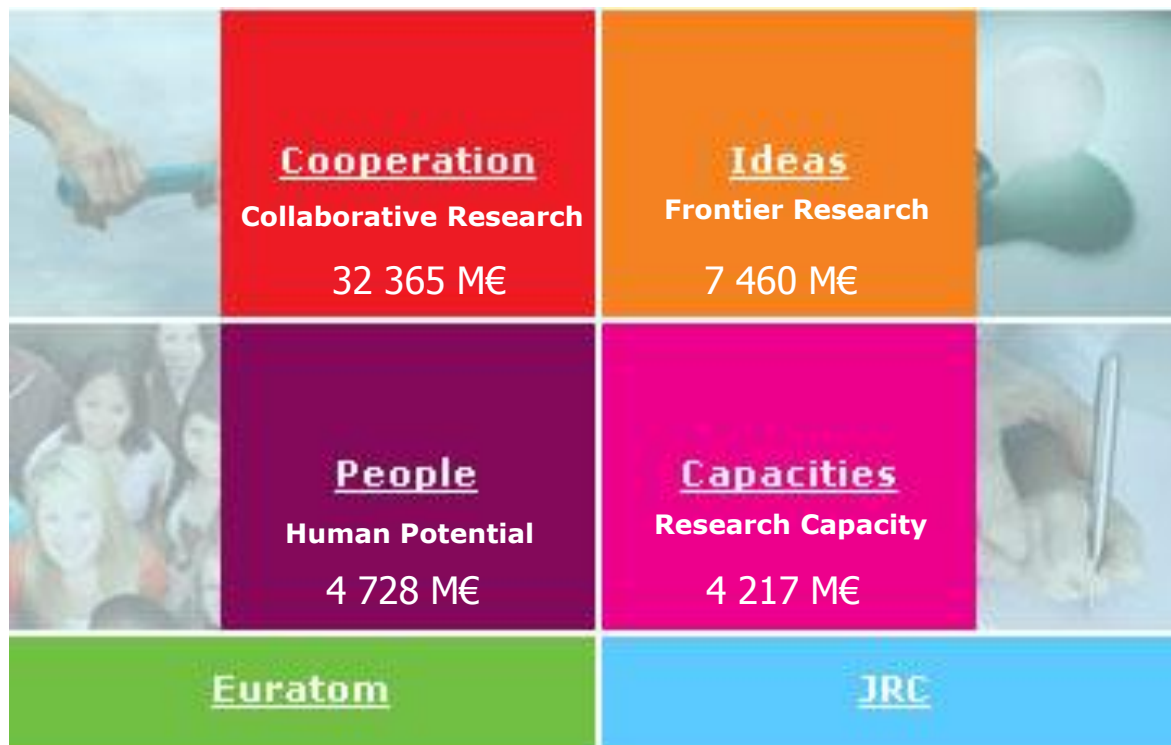 Cooperation
Collaborative Research
32 365 M€
Ideas
Frontier Research
7 460 M€
People
Human Potential
4 728 M€
Capacities
Research Capacity
4 217 M€
Euratom
JRC